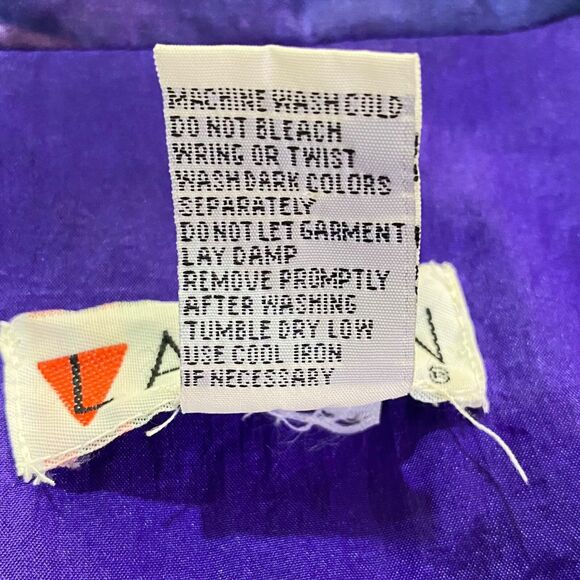 MACHINE WASH COLD
DO NOT BLEACH
WRING OR TWIST
WASH DARK COLORS
SEPARATELY
DO NOT LET GARMENT
LAY DAMP
REMOVE PROMPTLY
AFTER WASHING
TUMBLE DRY LOW
USE COOL IRON
IF NECESSARY